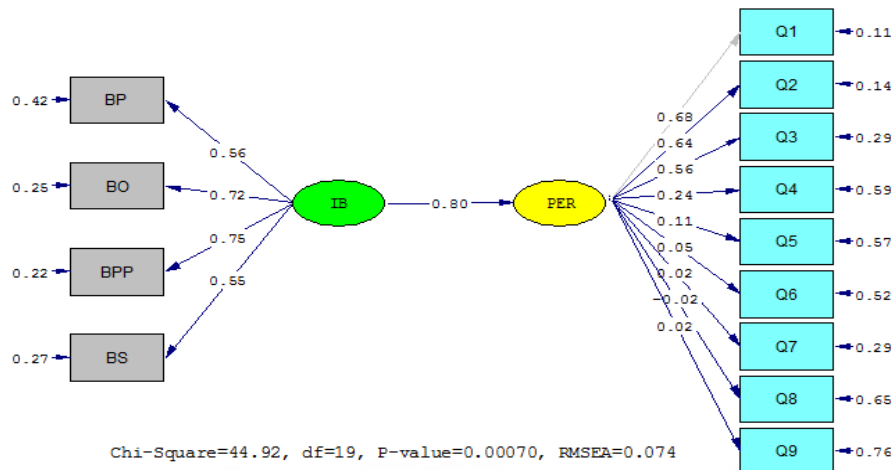 Q1
0.11
Q2
0.14
0.42
BP
0.68
0.64
Q3
0.29
0.56
0.56
0.25
BO
0.72
IB
0.80
PER
0.24
Q4
0.59
0.11
Q5
0.57
0.75
0.05
0.22
BPP
0.55
0.02
Q6
0.52
-0.02
0.02
Q7
0.29
0.27
BS
Q8
0.65
Q9
0.76
Chi-Square=44.92, df=19, P-value=0.00070, RMSEA=0.074